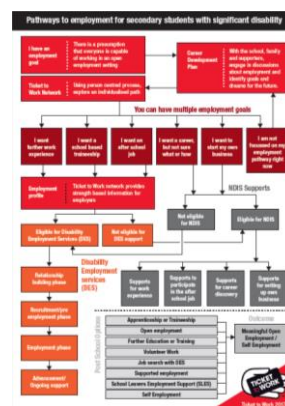 Pathways to employment for secondary students with significant disability
I have an
employment
goal
There is a presumption
that everyone is capable
of working in an open
employment setting
Career
Development
Plan
With the school, family
and supporters,
engage in discussions
about employment and
identify goals and
dreams for the future.
Ticket to
Work Network
Using person centred process,
explore an individualised path
You can have multiple employment goals
I want
further work
experience
I want a
school based
traineeship
I want an
after school
job
I want a career,
but not sure
what or how
I want to
start my own
business
I am not
focussed on my
employment
pathway right
now
Employment
profile
Ticket to Work network provides
strength based information for
employers
NDIS Supports
Not eligible
for NDIS
Eligible for NDIS
Eligible for Disability
Employment Services (DES)
Not eligible for
DES support
Disability
Employment
services
(DES)
Relationship
building phase
Supports
for work
experience
Supports to
participate
in the after
school job
Supports
for career
discovery
Supports
for setting
up own
business
Recruitment/pre
employment phase
Employment phase
Advancement/
Ongoing support
Post School Options
Apprenticeship or Traineeship
Open employment
Further Education or Training
Volunteer Work
Job search with DES
Supported employment
School Leavers Employment Supports (SLES)
Self Employment
Outcome
Meaningful Open
Employment /
Self Employment
TICKET
TO WORK